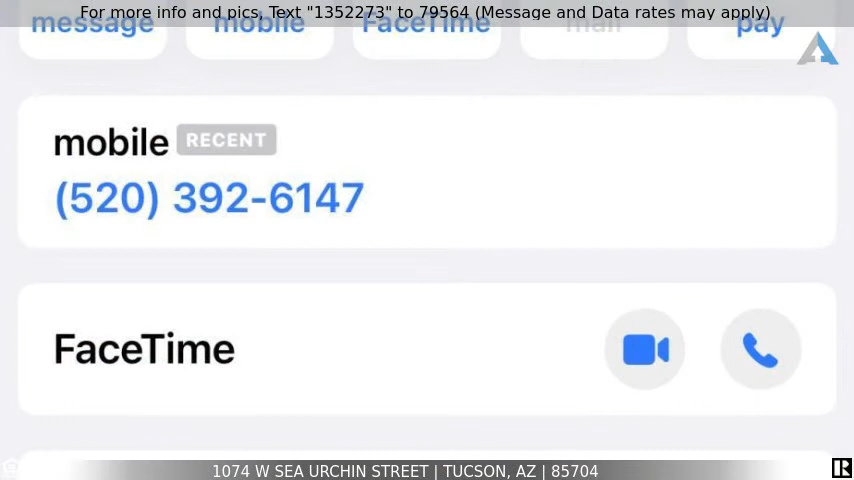 For more info and pics, Text "1352273" to 79564 (Message and Data rates may apply)
message mobile FaceTime mail pay
mobile RECENT
(520) 392-6147
FaceTime
1074 W SEA URCHIN STREET | TUCSON, AZ | 85704